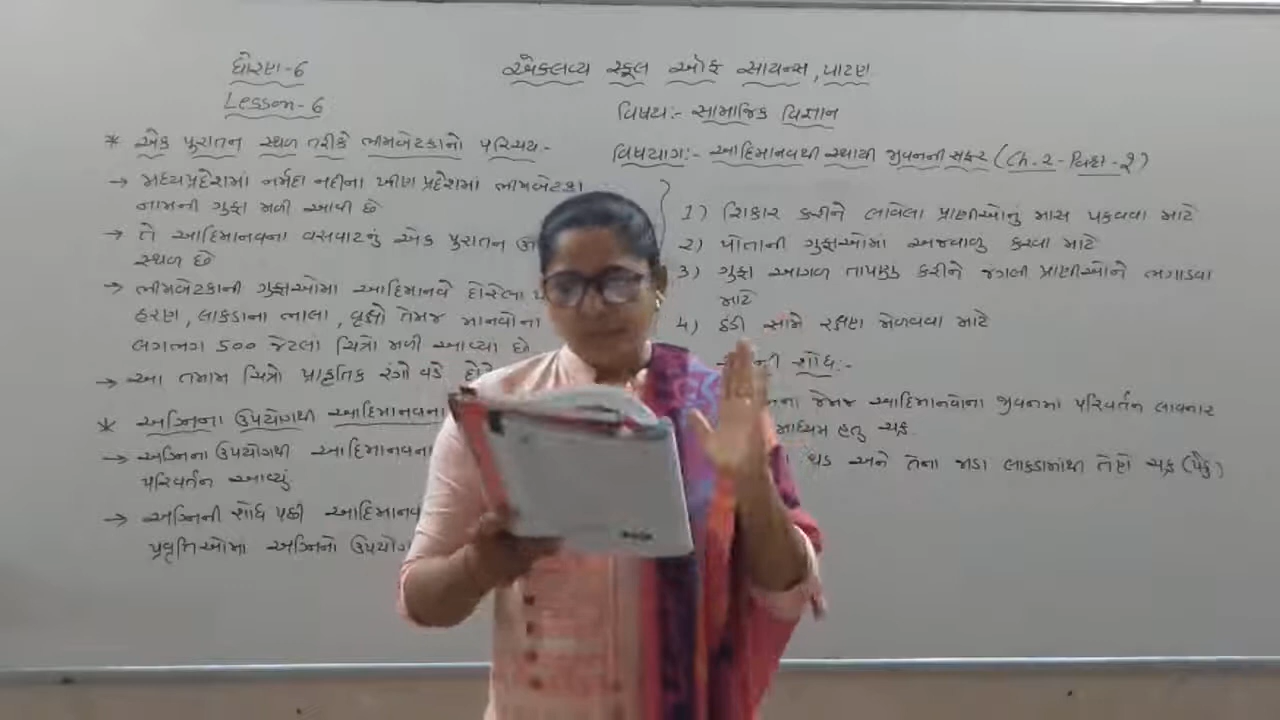 ધોરણ-6
એકલવ્ય સ્કૂલ ઓફ સાયન્સ, પાટણ
Lesson-6
વિષય:- સામાજિક વિજ્ઞાન
* એક પુરાતન સ્થળ તરીકે ભીમબેટકાનો પરિચય-
વિષયાંગ:- આદિમાનવથી સ્થાયી જીવનની સફર (Ch.2-વિભા-2)
→ મધ્યપ્રદેશમાં નર્મદા નદીના ખીણ પ્રદેશમાં ભીમબેટકા
નામની ગુફા મળી આવી છે
→ તે આદિમાનવના વસવાટનું એક પુરાતન
સ્થળ છે
→ ભીમબેટકાની ગુફાઓમાં આદિમાનવે દોરેલા
હરણ, લાકડાના ભાલા, વૃક્ષો તેમજ માનવોના
લગભગ 500 જેટલાં ચિત્રો મળી આવ્યા છે
→ આ તમામ ચિત્રો પ્રાકૃતિક રંગો વડે
* અગ્નિના ઉપયોગથી આદિમાનવના
→ અગ્નિના ઉપયોગથી આદિમાનવના
પરિવર્તન આવ્યું
→ અગ્નિની શોધ પછી
પ્રવૃત્તિઓમાં અગ્નિનો
1) શિકાર કરીને લાવેલા પ્રાણીઓનું માંસ પકવવા માટે
2) પોતાની ગુફાઓમાં અજવાળુ કરવા માટે
3) ગુફા આગળ તાપણુ કરીને જંગલી પ્રાણીઓને ભગાડવા
માટે
4) ઠંડી સામે રક્ષણ મેળવવા માટે
શોધ:-
જેમજ આદિમાનવોના જીવનમાં પરિવર્તન લાવનાર
માધ્યમ હતુ ચક્ર
થડ અને તેના જાડા લાકડામાંથી તેણે ચક્ર (પૈડુ)